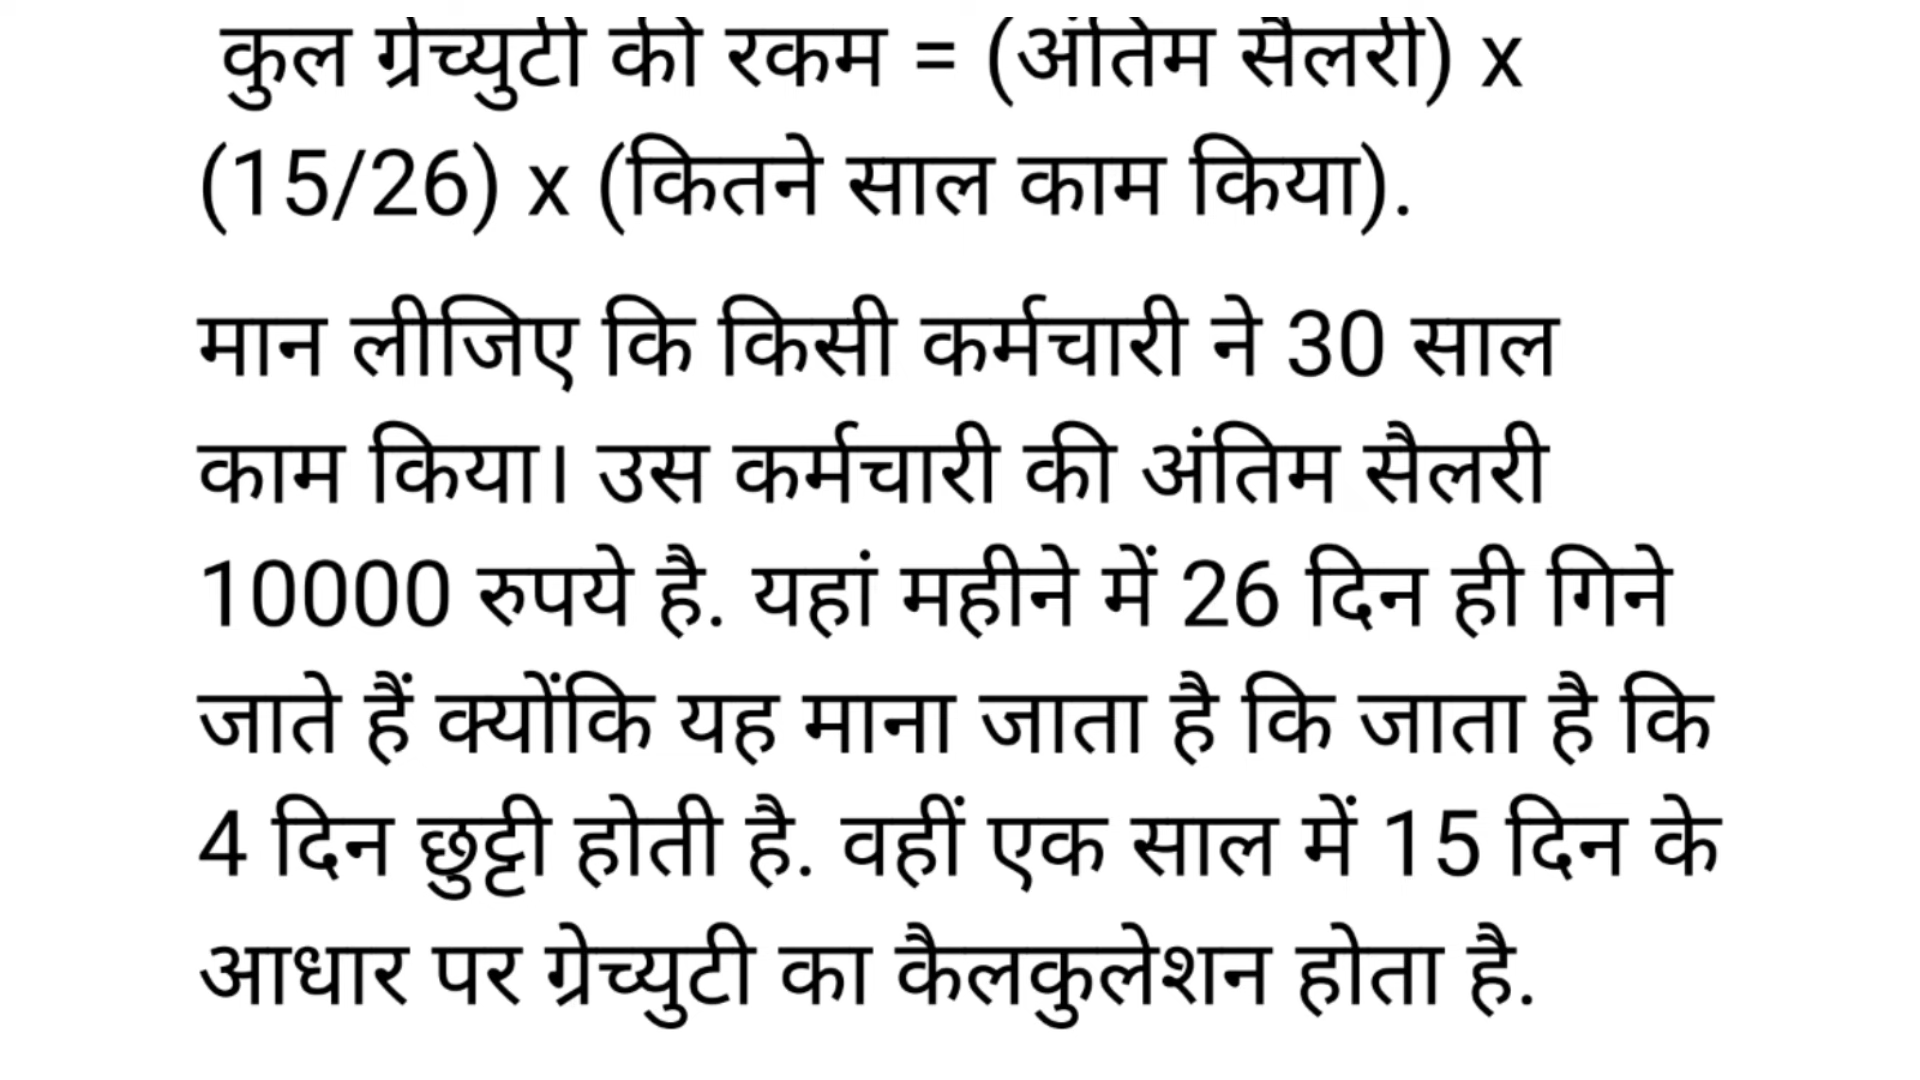 कुल ग्रेच्युटी की रकम = (अंतिम सैलरी) x
(15/26) x (कितने साल काम किया).
मान लीजिए कि किसी कर्मचारी ने 30 साल
काम किया। उस कर्मचारी की अंतिम सैलरी
10000 रुपये है. यहां महीने में 26 दिन ही गिने
जाते हैं क्योंकि यह माना जाता है कि जाता है कि
4 दिन छुट्टी होती है. वहीं एक साल में 15 दिन के
आधार पर ग्रेच्युटी का कैलकुलेशन होता है.